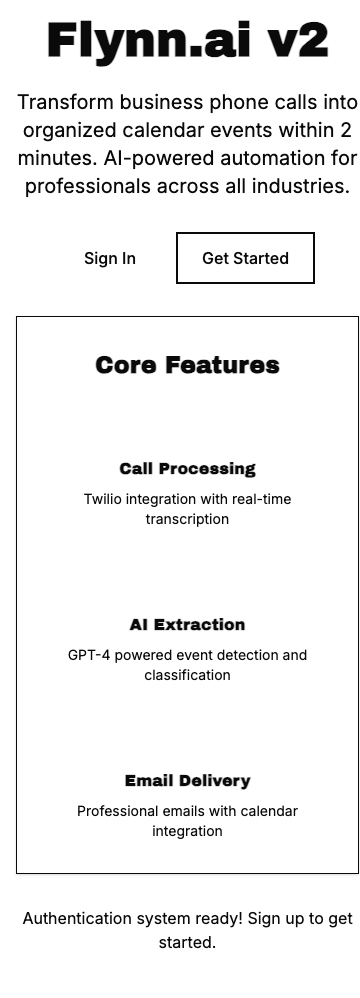 Flynn.ai v2
Transform business phone calls into
organized calendar events within 2
minutes. AI-powered automation for
professionals across all industries.
Sign In
Get Started
Core Features
Call Processing
Twilio integration with real-time
transcription
AI Extraction
GPT-4 powered event detection and
classification
Email Delivery
Professional emails with calendar
integration
Authentication system ready! Sign up to get
started.